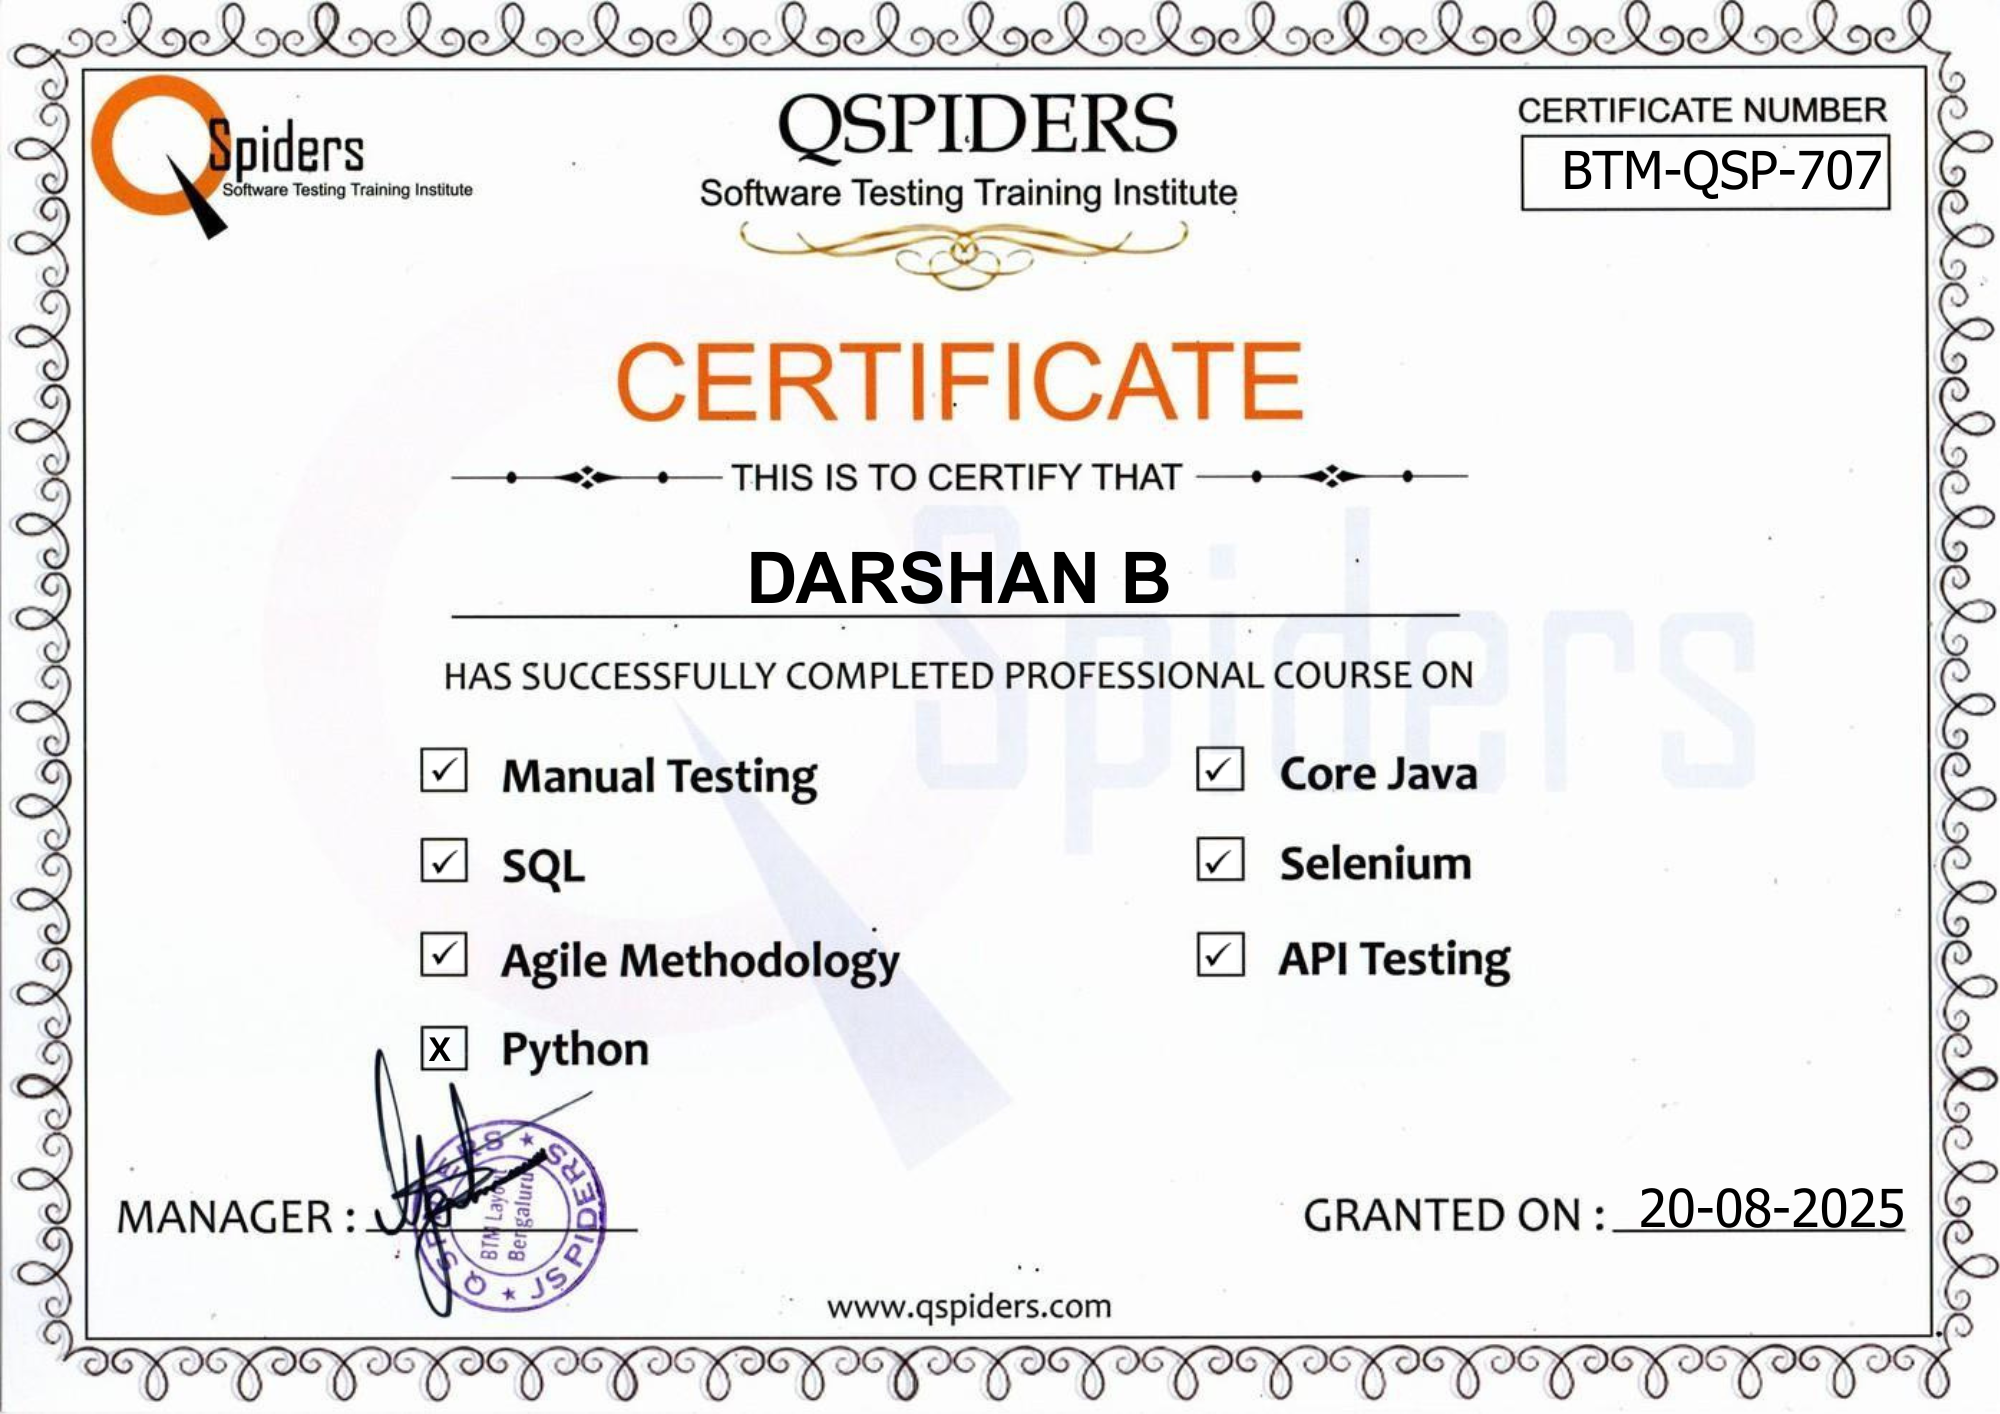 Spiders
Software Testing Training Institute
QSPIDERS
Software Testing Training Institute
CERTIFICATE NUMBER
BTM-QSP-707
CERTIFICATE
THIS IS TO CERTIFY THAT
DARSHAN B
HAS SUCCESSFULLY COMPLETED PROFESSIONAL COURSE ON
✓ Manual Testing
✓ Core Java
✓ SQL
✓ Selenium
✓ Agile Methodology
✓ API Testing
X Python
MANAGER :
Q SPIDERS ★ JSPIDERS ★
BTM Layout
Bengaluru
GRANTED ON : 20-08-2025
www.qspiders.com
Spiders